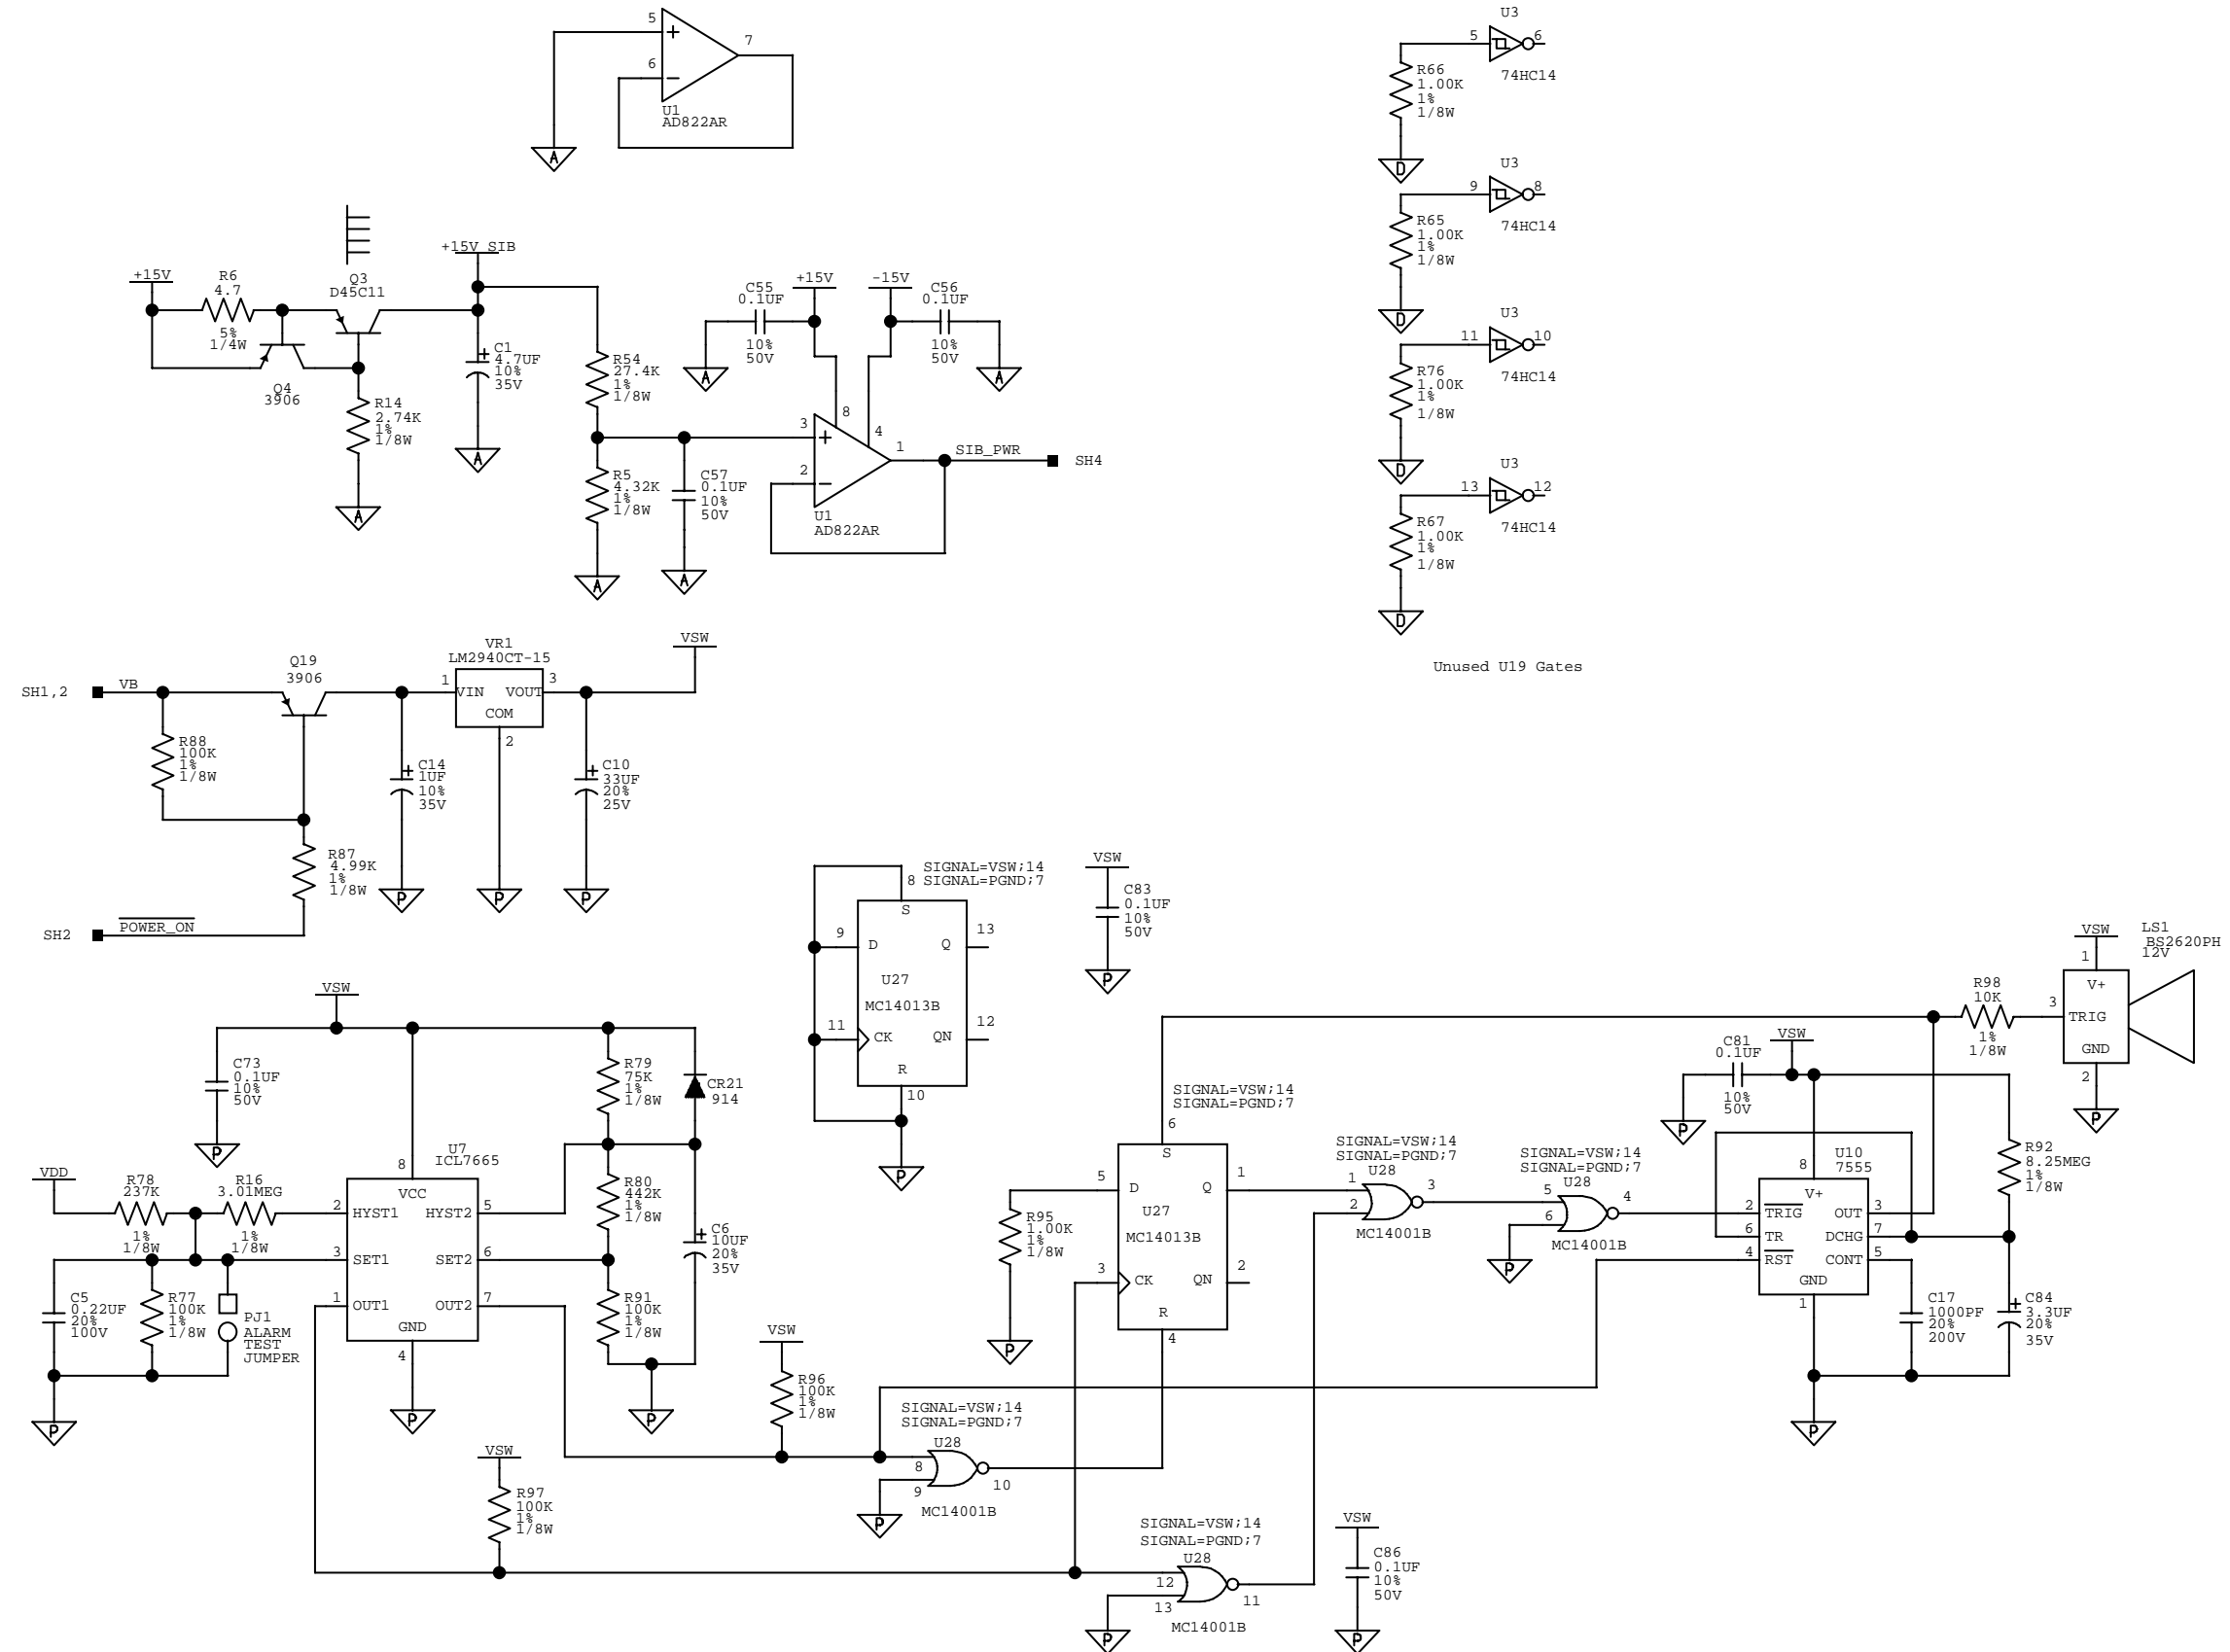 5
7
6
U1
AD822AR
A
U3
5
6
74HC14
R66
1.00K
1%
1/8W
D
U3
9
8
74HC14
R65
1.00K
1%
1/8W
D
U3
11
10
74HC14
R76
1.00K
1%
1/8W
D
U3
13
12
74HC14
R67
1.00K
1%
1/8W
D
Unused U19 Gates
+15V
R6
4.7
5%
1/4W
Q3
D45C11
Q4
3906
R14
2.74K
1%
1/8W
A
+15V_SIB
C1
4.7UF
10%
35V
A
R54
27.4K
1%
1/8W
R5
4.32K
1%
1/8W
A
C57
0.1UF
10%
50V
A
C55
0.1UF
10%
50V
A
+15V
-15V
C56
0.1UF
10%
50V
A
8
3
4
1
2
U1
AD822AR
SIB_PWR
SH4
SH1,2
VB
Q19
3906
R88
100K
1%
1/8W
R87
4.99K
1%
1/8W
SH2
POWER_ON
C14
1UF
10%
35V
P
VR1
LM2940CT-15
1
VIN
VOUT
3
COM
2
P
C10
33UF
20%
25V
P
VSW
SIGNAL=VSW;14
8
SIGNAL=PGND;7
S
9
D
Q
13
U27
MC14013B
11
CK
QN
12
R
10
P
VSW
C83
0.1UF
10%
50V
P
VSW
C73
0.1UF
10%
50V
P
R79
75K
1%
1/8W
CR21
914
R80
442K
1%
1/8W
C6
10UF
20%
35V
R91
100K
1%
1/8W
P
VDD
R78
237K
1%
1/8W
R16
3.01MEG
1%
1/8W
C5
0.22UF
20%
100V
P
R77
100K
1%
1/8W
PJ1
ALARM
TEST
JUMPER
U7
ICL7665
8
VCC
2
HYST1
HYST2
5
3
SET1
SET2
6
1
OUT1
OUT2
7
GND
4
P
VSW
R97
100K
1%
1/8W
VSW
R96
100K
1%
1/8W
SIGNAL=VSW;14
SIGNAL=PGND;7
U28
8
9
10
MC14001B
P
SIGNAL=VSW;14
SIGNAL=PGND;7
6
S
5
D
Q
1
U27
MC14013B
3
CK
QN
2
R
4
R95
1.00K
1%
1/8W
P
SIGNAL=VSW;14
SIGNAL=PGND;7
U28
1
2
3
MC14001B
SIGNAL=VSW;14
SIGNAL=PGND;7
U28
5
6
4
MC14001B
P
SIGNAL=VSW;14
SIGNAL=PGND;7
U28
12
13
11
MC14001B
P
VSW
C86
0.1UF
10%
50V
P
C81
0.1UF
10%
50V
P
VSW
U10
7555
8
V+
2
TRIG
OUT
3
6
TR
DCHG
7
4
RST
CONT
5
GND
1
P
C17
1000PF
20%
200V
R92
8.25MEG
1%
1/8W
C84
3.3UF
20%
35V
R98
10K
1%
1/8W
VSW
LS1
BS2620PH
12V
1
V+
3
TRIG
GND
2
P